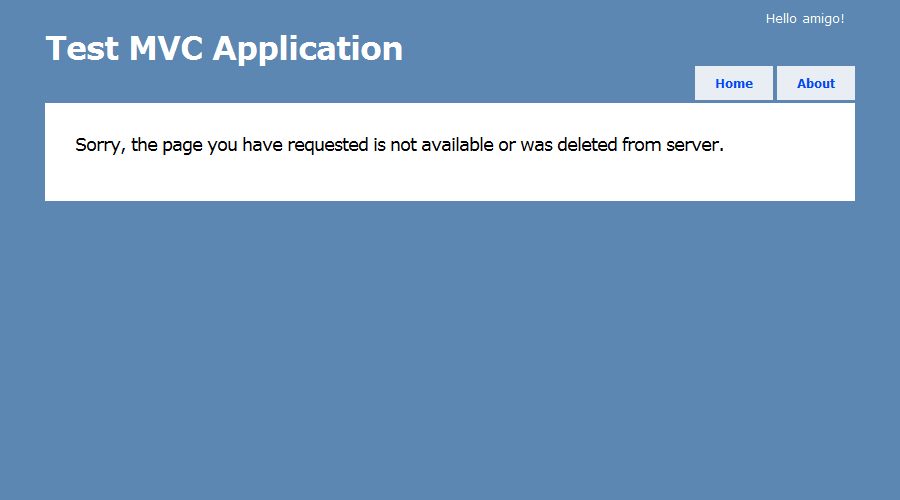 Hello amigo!
Test MVC Application
Home About
Sorry, the page you have requested is not available or was deleted from server.